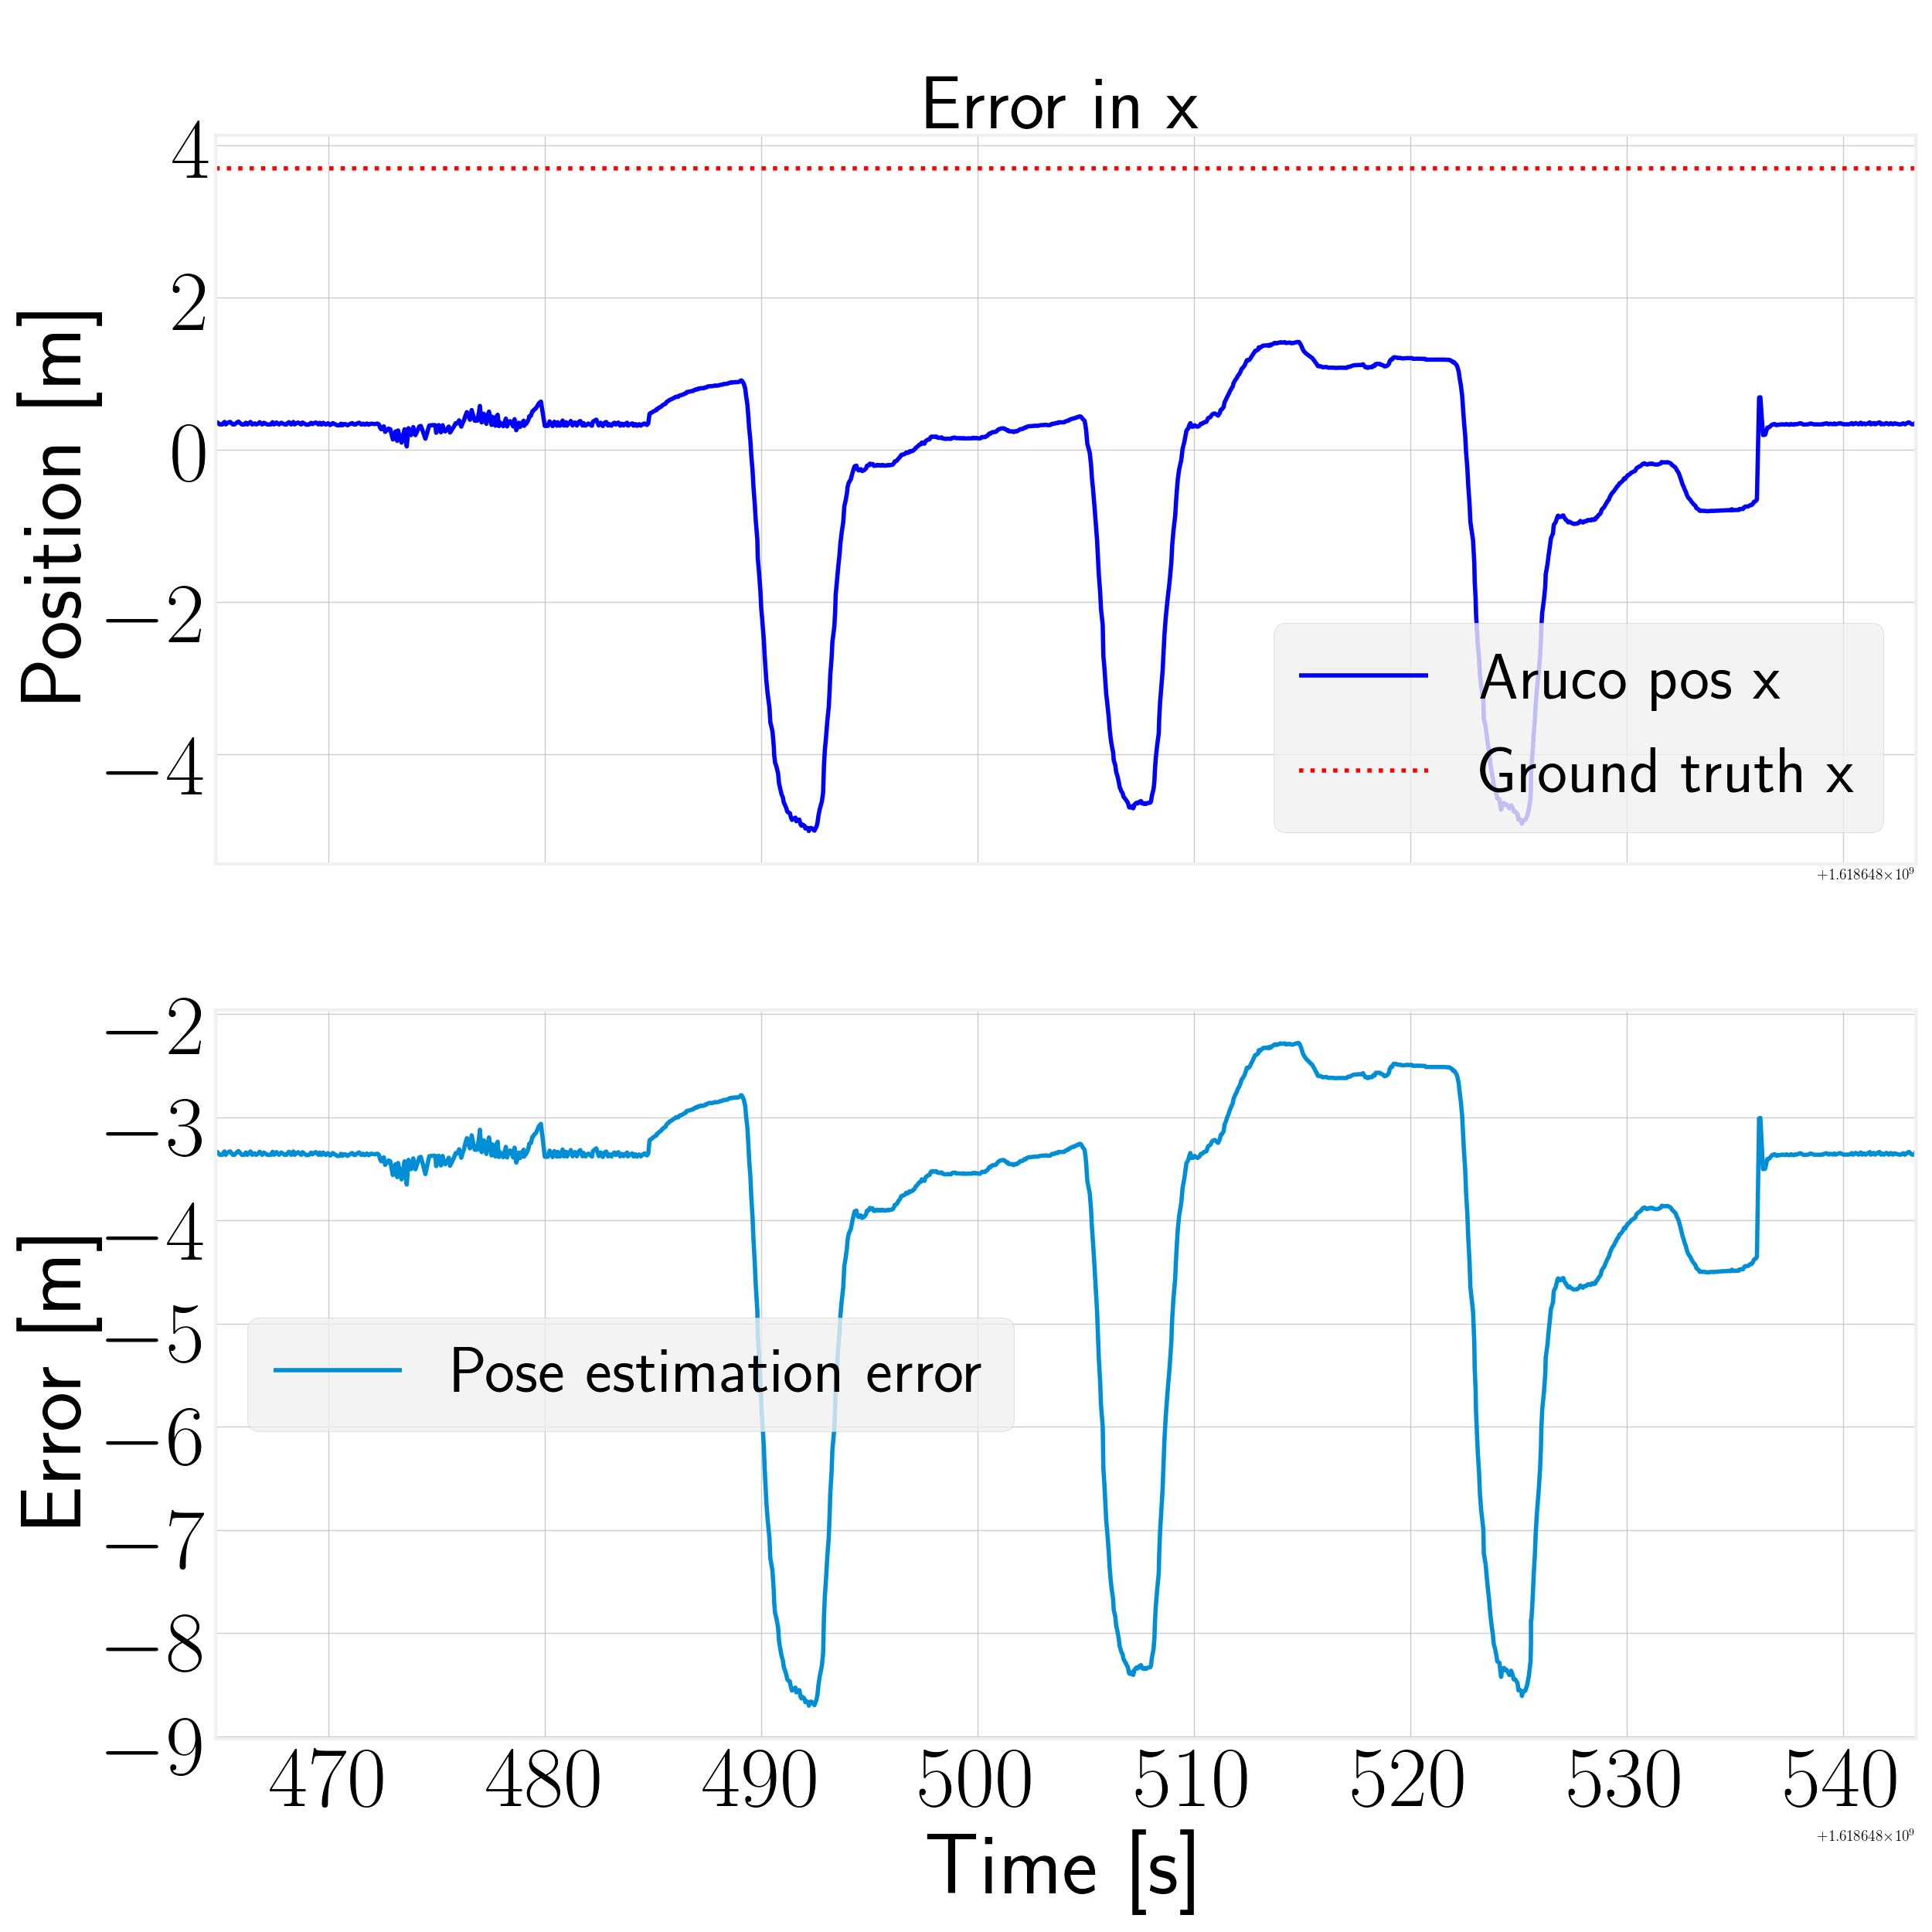 Error in x
Position [m]
4
2
0
−2
−4
Aruco pos x
Ground truth x
+1.618648×10⁹
Error [m]
−2
−3
−4
−5
−6
−7
−8
−9
Pose estimation error
470 480 490 500 510 520 530 540
+1.618648×10⁹
Time [s]